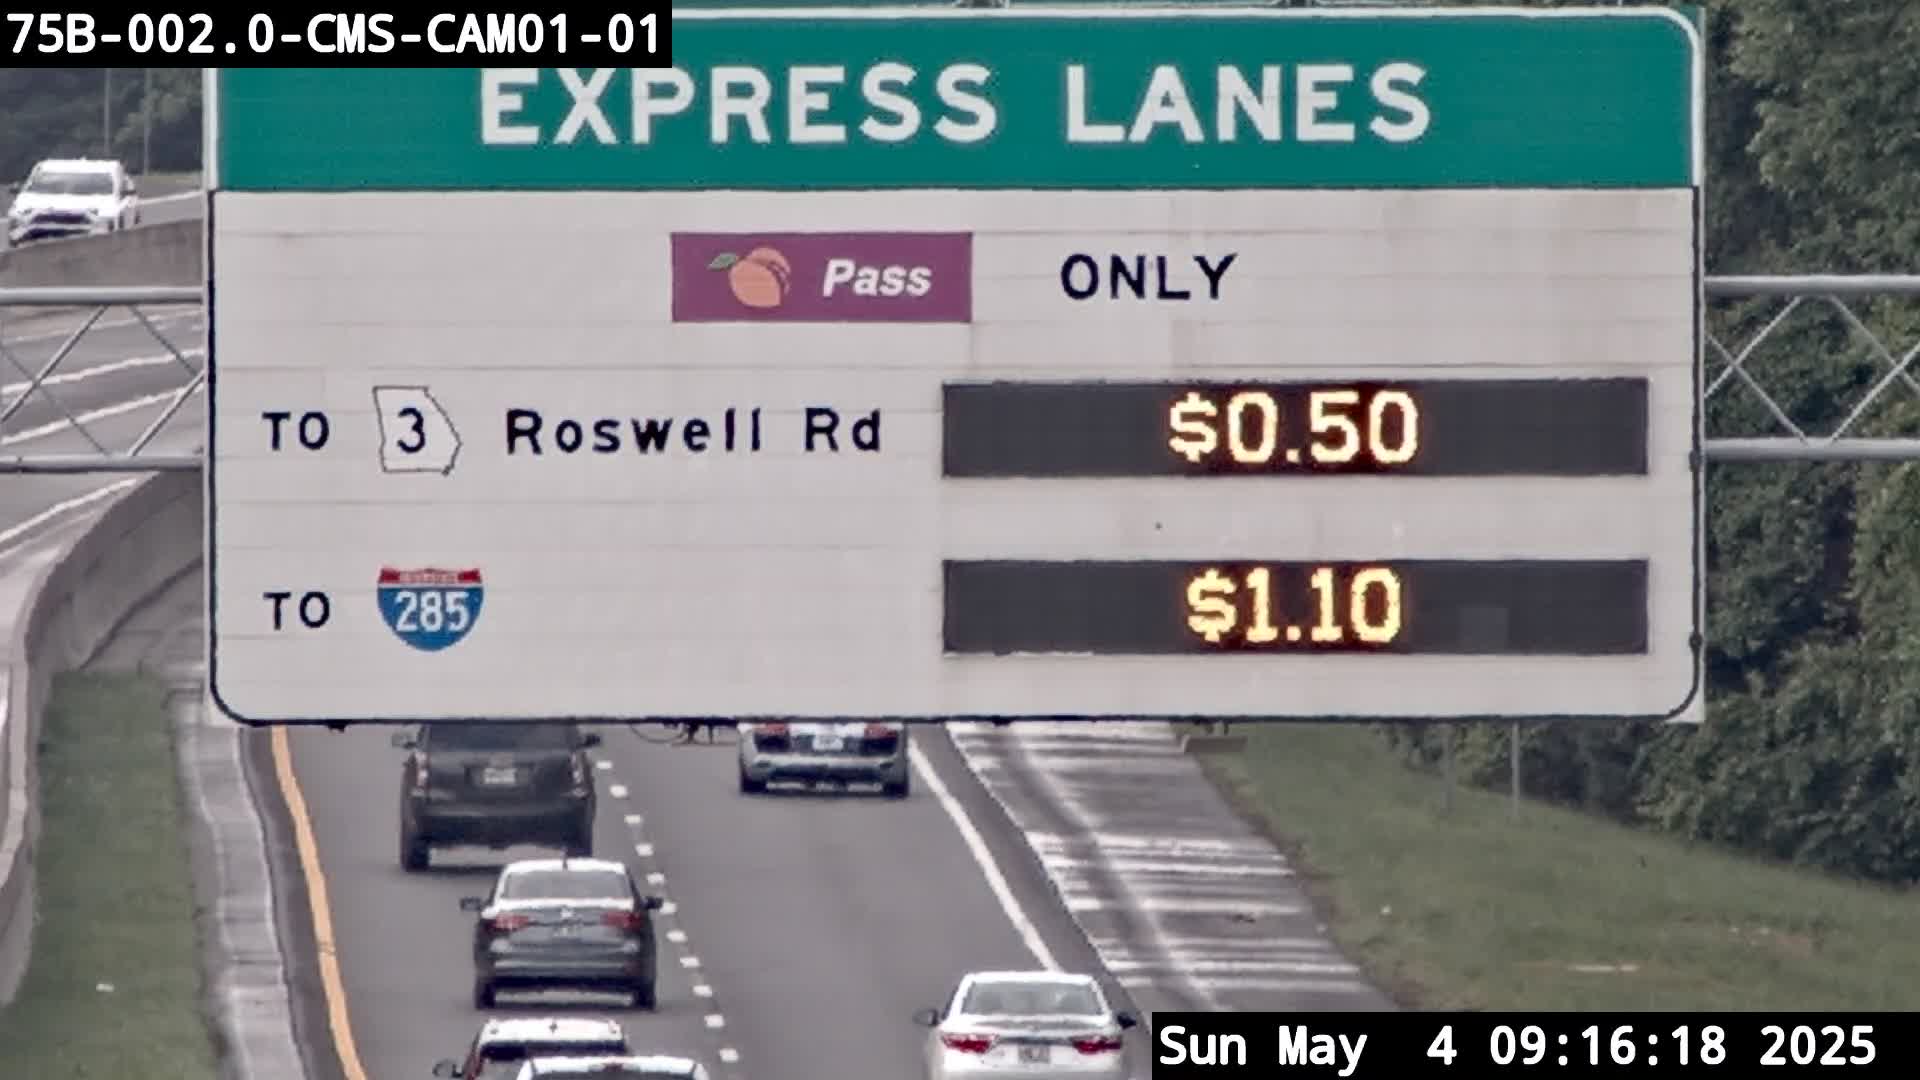 75B-002.0-CMS-CAM01-01
EXPRESS LANES
Pass ONLY
TO 3 Roswell Rd $0.50
TO 285 $1.10
Sun May 4 09:16:18 2025